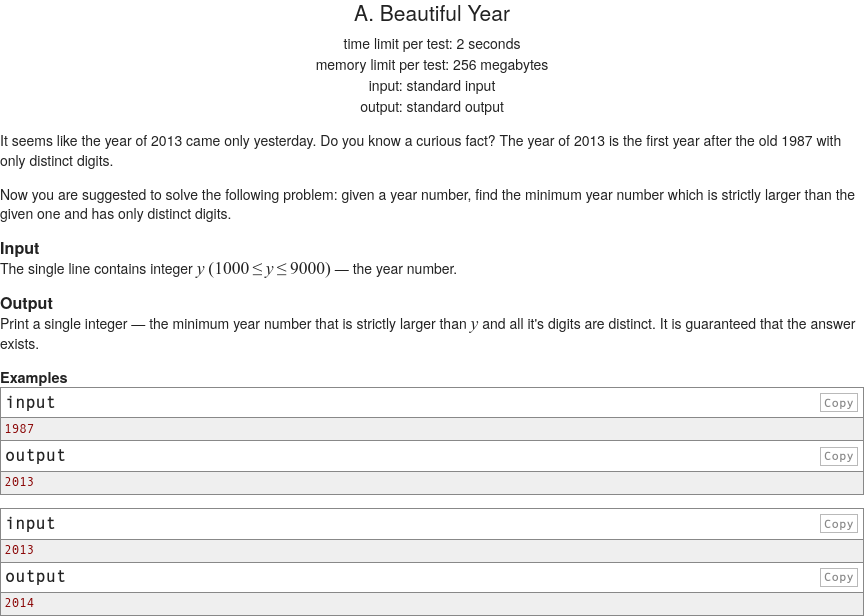 A. Beautiful Year
time limit per test: 2 seconds
memory limit per test: 256 megabytes
input: standard input
output: standard output
It seems like the year of 2013 came only yesterday. Do you know a curious fact? The year of 2013 is the first year after the old 1987 with
only distinct digits.
Now you are suggested to solve the following problem: given a year number, find the minimum year number which is strictly larger than the
given one and has only distinct digits.
Input
The single line contains integer y (1000 ≤ y ≤ 9000) — the year number.
Output
Print a single integer — the minimum year number that is strictly larger than y and all it's digits are distinct. It is guaranteed that the answer
exists.
Examples
input Copy
1987
output Copy
2013
input Copy
2013
output Copy
2014